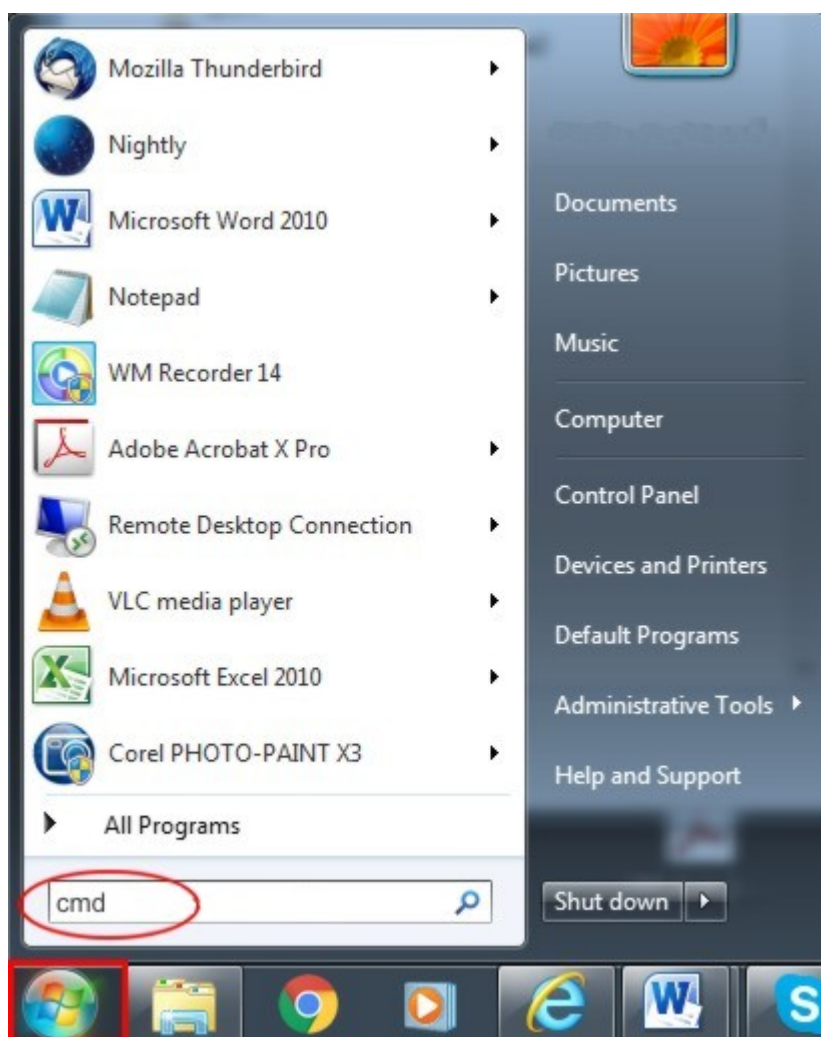 Mozilla Thunderbird
Nightly
Microsoft Word 2010
Notepad
WM Recorder 14
Adobe Acrobat X Pro
Remote Desktop Connection
VLC media player
Microsoft Excel 2010
Corel PHOTO-PAINT X3
All Programs
cmd
Documents
Pictures
Music
Computer
Control Panel
Devices and Printers
Default Programs
Administrative Tools
Help and Support
Shut down